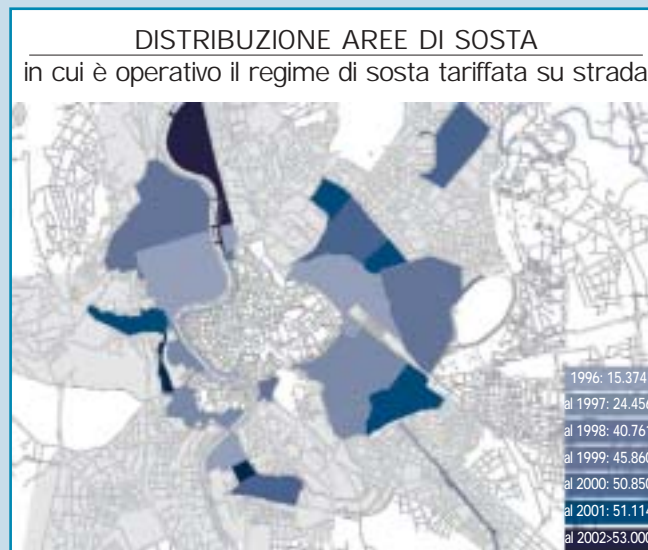 DISTRIBUZIONE AREE DI SOSTA
in cui è operativo il regime di sosta tariffata su strada
1996: 15.374
al 1997: 24.456
al 1998: 40.761
al 1999: 45.860
al 2000: 50.850
al 2001: 51.114
al 2002>53.000